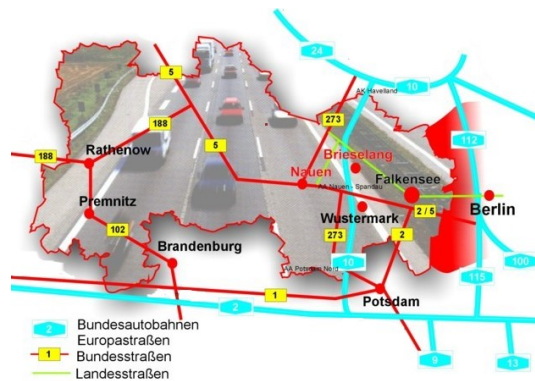 24
10
5
AK Havelland
188
273
112
188
5
Rathenow
Brieselang
Nauen
Falkensee
AA Nauen - Spandau
Premnitz
Wustermark
2 / 5
Berlin
102
273
2
Brandenburg
10
100
AA Potsdam Nord
115
1
Potsdam
2
2
Bundesautobahnen
Europastraßen
1
Bundesstraßen
Landesstraßen
9
13